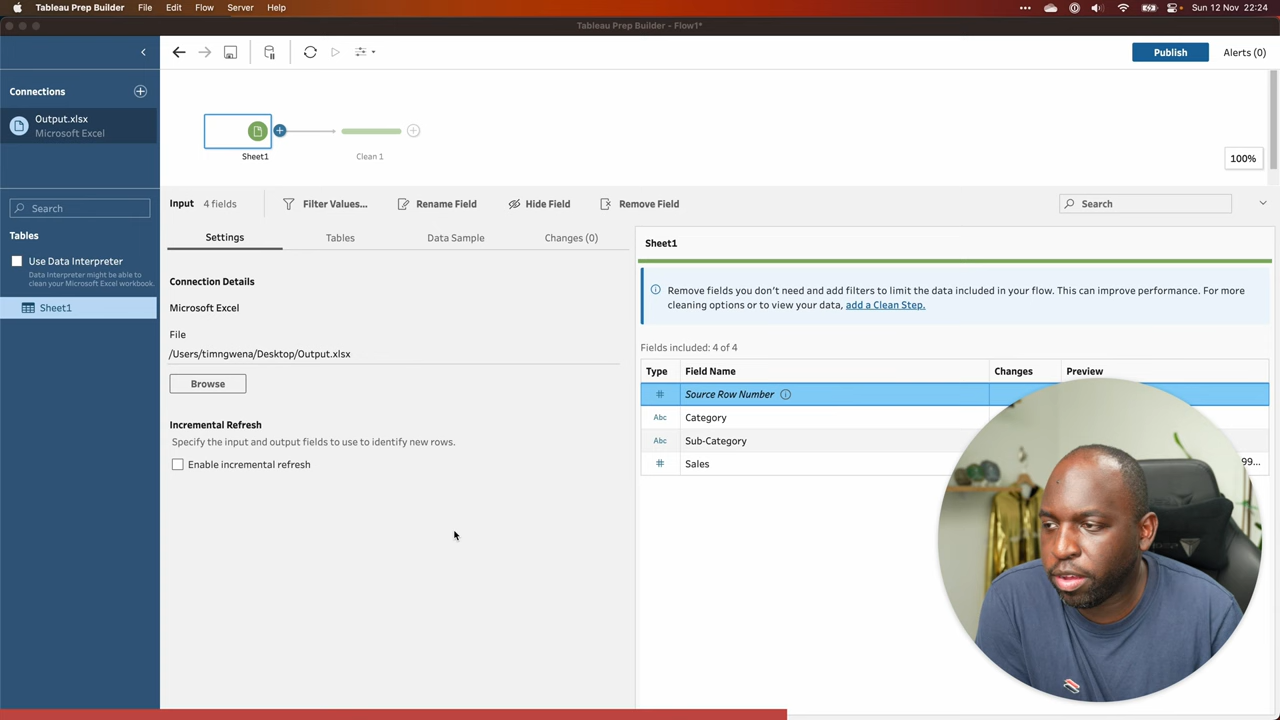 Tableau Prep Builder File Edit Flow Server Help
Sun 12 Nov 22:24
Tableau Prep Builder - Flow1*
Publish
Alerts (0)
Connections
Output.xlsx
Microsoft Excel
Sheet1
Clean 1
100%
Search
Tables
Use Data Interpreter
Data Interpreter might be able to
clean your Microsoft Excel workbook.
Sheet1
Input 4 fields
Filter Values...
Rename Field
Hide Field
Remove Field
Search
Settings
Tables
Data Sample
Changes (0)
Connection Details
Microsoft Excel
File
/Users/timngwena/Desktop/Output.xlsx
Browse
Incremental Refresh
Specify the input and output fields to use to identify new rows.
Enable incremental refresh
Sheet1
Remove fields you don't need and add filters to limit the data included in your flow. This can improve performance. For more
cleaning options or to view your data, add a Clean Step.
Fields included: 4 of 4
Type Field Name Changes Preview
# Source Row Number
Abc Category
Abc Sub-Category
# Sales 99...